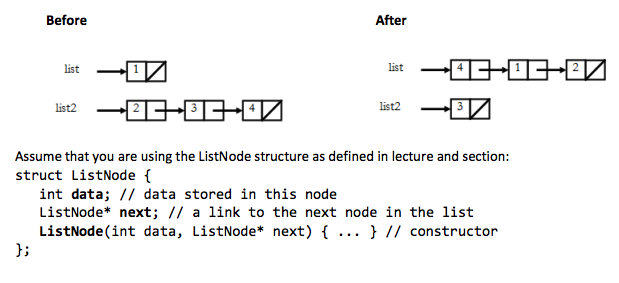 Before After
list 1 list 4 1 2
list2 2 3 4 list2 3
Assume that you are using the ListNode structure as defined in lecture and section:
struct ListNode {
int data; // data stored in this node
ListNode* next; // a link to the next node in the list
ListNode(int data, ListNode* next) { ... } // constructor
};